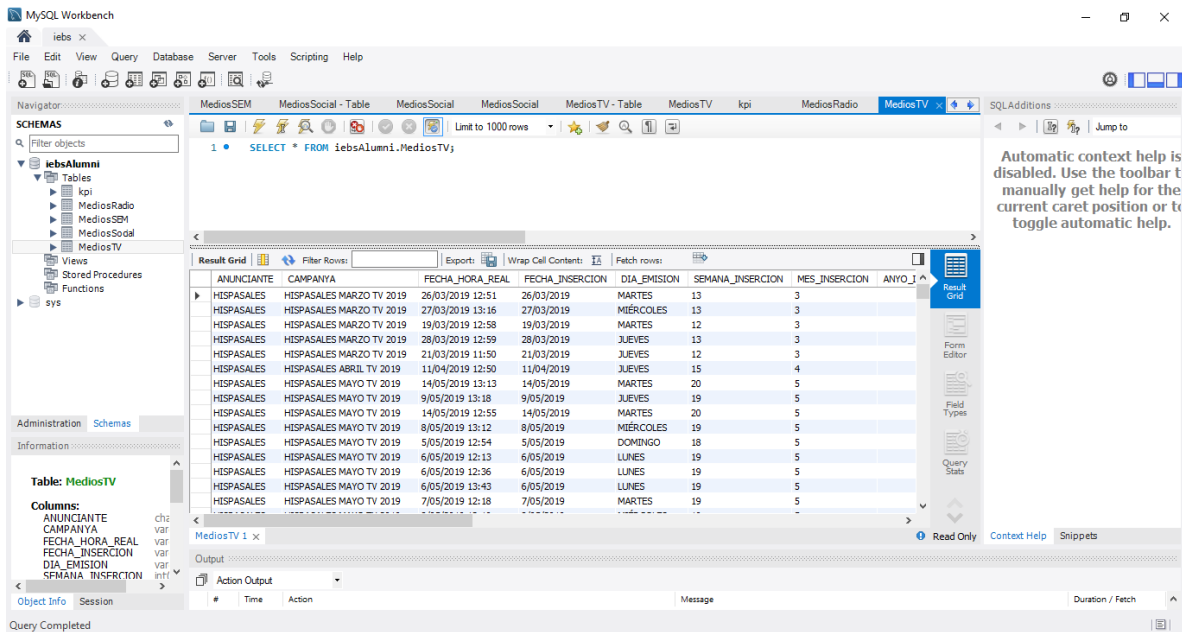 MySQL Workbench
iebs ×
File Edit View Query Database Server Tools Scripting Help
Navigator
SCHEMAS
Filter objects
iebsAlumni
Tables
kpi
MediosRadio
MediosSEM
MediosSocial
MediosTV
Views
Stored Procedures
Functions
sys
Administration Schemas
Information
Table: MediosTV
Columns:
ANUNCIANTE cha
CAMPANYA var
FECHA_HORA_REAL var
FECHA_INSERCION var
DIA_EMISION var
SEMANA_INSERCION int(
Object Info Session
MediosSEM MediosSocial - Table MediosSocial MediosSocial MediosTV - Table MediosTV kpi MediosRadio MediosTV ×
Limit to 1000 rows
1 SELECT * FROM iebsAlumni.MediosTV;
Result Grid Filter Rows: Export: Wrap Cell Content: Fetch rows:
ANUNCIANTE CAMPANYA FECHA_HORA_REAL FECHA_INSERCION DIA_EMISION SEMANA_INSERCION MES_INSERCION ANYO_I
HISPASALES HISPASALES MARZO TV 2019 26/03/2019 12:51 26/03/2019 MARTES 13 3
HISPASALES HISPASALES MARZO TV 2019 27/03/2019 13:16 27/03/2019 MIÉRCOLES 13 3
HISPASALES HISPASALES MARZO TV 2019 19/03/2019 12:58 19/03/2019 MARTES 12 3
HISPASALES HISPASALES MARZO TV 2019 28/03/2019 12:59 28/03/2019 JUEVES 13 3
HISPASALES HISPASALES MARZO TV 2019 21/03/2019 11:50 21/03/2019 JUEVES 12 3
HISPASALES HISPASALES ABRIL TV 2019 11/04/2019 12:50 11/04/2019 JUEVES 15 4
HISPASALES HISPASALES MAYO TV 2019 14/05/2019 13:13 14/05/2019 MARTES 20 5
HISPASALES HISPASALES MAYO TV 2019 9/05/2019 13:18 9/05/2019 JUEVES 19 5
HISPASALES HISPASALES MAYO TV 2019 14/05/2019 12:55 14/05/2019 MARTES 20 5
HISPASALES HISPASALES MAYO TV 2019 8/05/2019 13:12 8/05/2019 MIÉRCOLES 19 5
HISPASALES HISPASALES MAYO TV 2019 5/05/2019 12:54 5/05/2019 DOMINGO 18 5
HISPASALES HISPASALES MAYO TV 2019 6/05/2019 12:13 6/05/2019 LUNES 19 5
HISPASALES HISPASALES MAYO TV 2019 6/05/2019 12:36 6/05/2019 LUNES 19 5
HISPASALES HISPASALES MAYO TV 2019 6/05/2019 13:43 6/05/2019 LUNES 19 5
HISPASALES HISPASALES MAYO TV 2019 7/05/2019 12:18 7/05/2019 MARTES 19 5
Result
Grid
Form
Editor
Field
Types
Query
Stats
MediosTV 1 ×
Read Only
Output
Action Output
# Time Action Message Duration / Fetch
SQLAdditions
Jump to
Automatic context help is
disabled. Use the toolbar t
manually get help for the
current caret position or to
toggle automatic help.
Context Help Snippets
Query Completed